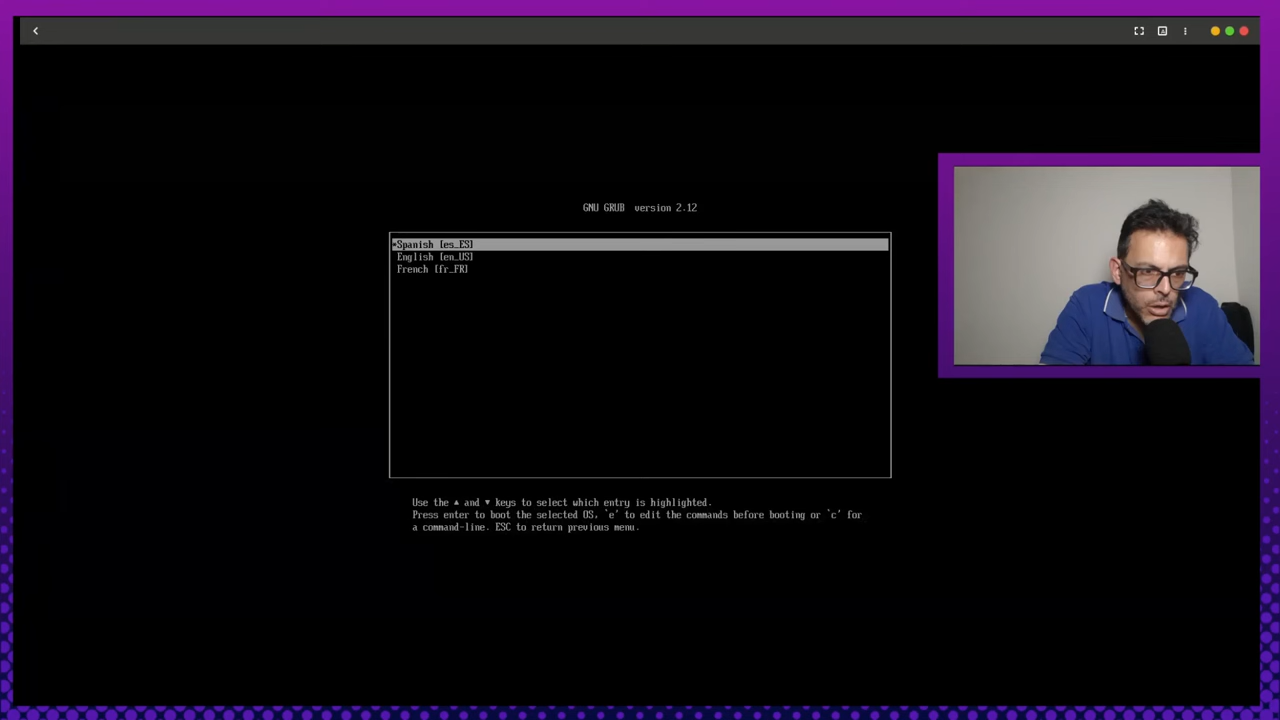 GNU GRUB version 2.12
*Spanish [es_ES]
English [en_US]
French [fr_FR]
Use the ▲ and ▼ keys to select which entry is highlighted.
Press enter to boot the selected OS, `e' to edit the commands before booting or `c' for
a command-line. ESC to return previous menu.